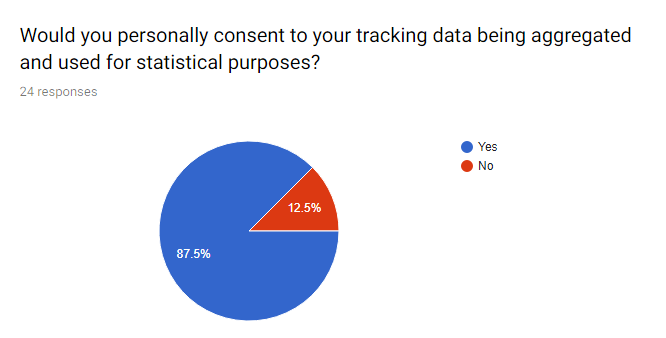 Would you personally consent to your tracking data being aggregated
and used for statistical purposes?
24 responses
Yes
No
12.5%
87.5%